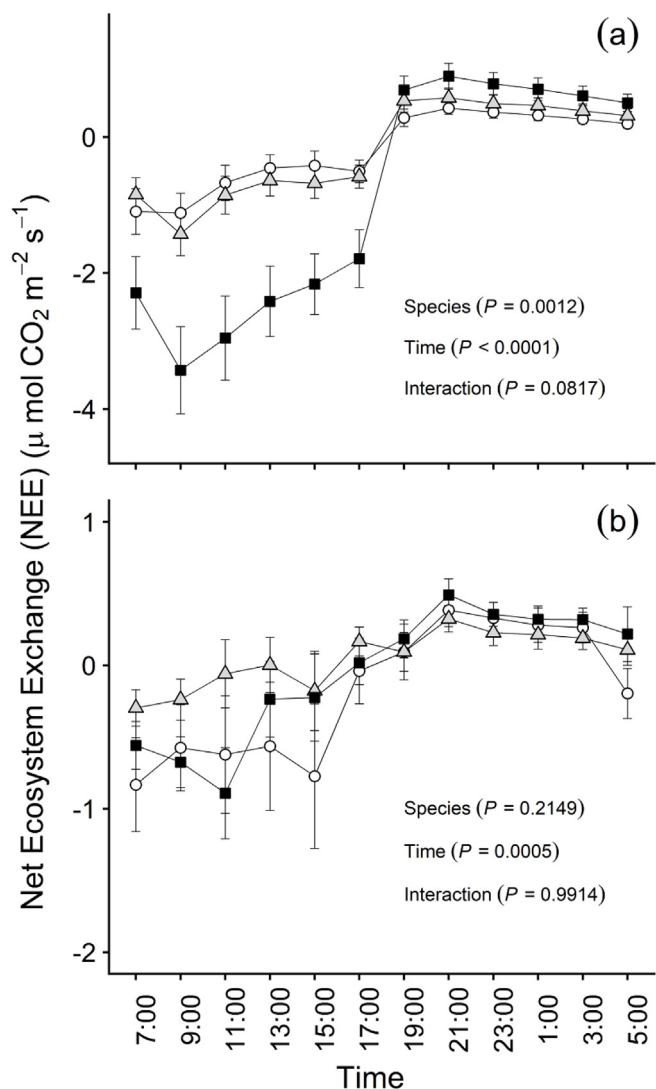 Net Ecosystem Exchange (NEE) (μ mol CO₂ m⁻² s⁻¹)
(a)
0
-2
-4
Species (P = 0.0012)
Time (P < 0.0001)
Interaction (P = 0.0817)
(b)
1
0
-1
-2
Species (P = 0.2149)
Time (P = 0.0005)
Interaction (P = 0.9914)
7:00 9:00 11:00 13:00 15:00 17:00 19:00 21:00 23:00 1:00 3:00 5:00
Time